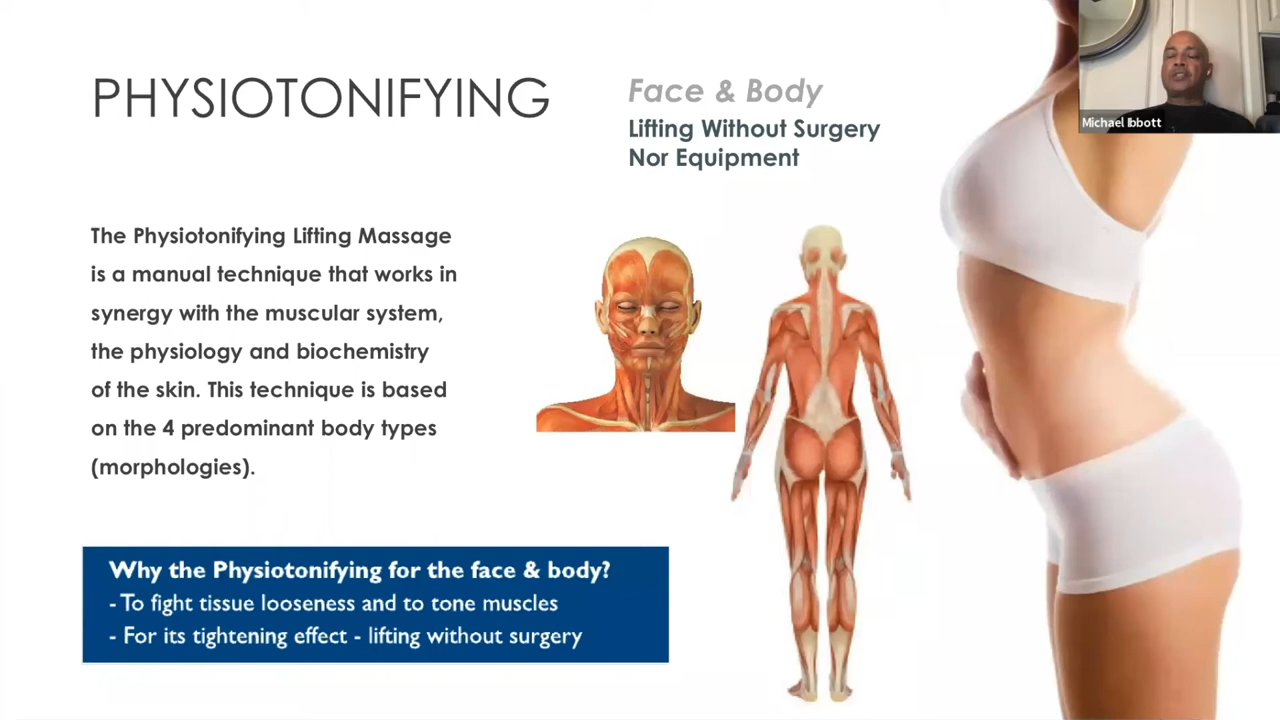 PHYSIOTONIFYING
Face & Body
Lifting Without Surgery
Nor Equipment
Michael Ibbott
The Physiotonifying Lifting Massage
is a manual technique that works in
synergy with the muscular system,
the physiology and biochemistry
of the skin. This technique is based
on the 4 predominant body types
(morphologies).
Why the Physiotonifying for the face & body?
- To fight tissue looseness and to tone muscles
- For its tightening effect - lifting without surgery